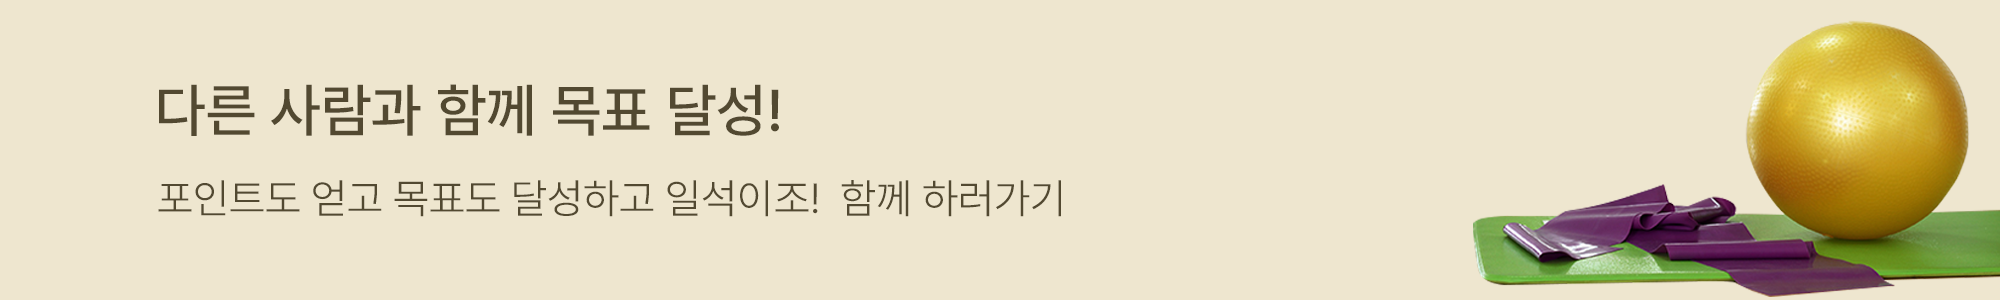 다른 사람과 함께 목표 달성!
포인트도 얻고 목표도 달성하고 일석이조! 함께 하러가기